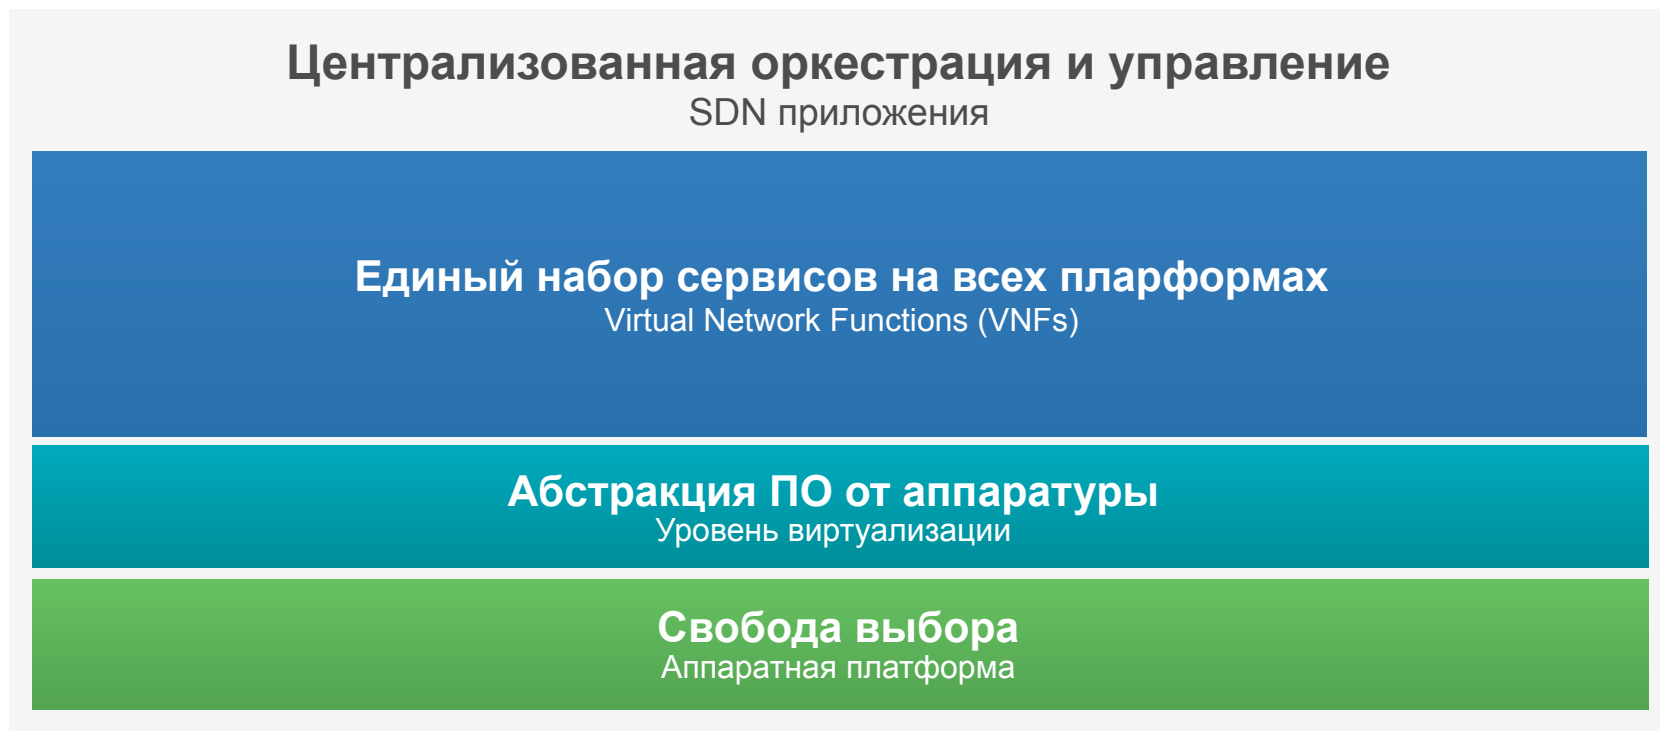 Централизованная оркестрация и управление
SDN приложения
Единый набор сервисов на всех пларформах
Virtual Network Functions (VNFs)
Абстракция ПО от аппаратуры
Уровень виртуализации
Свобода выбора
Аппаратная платформа